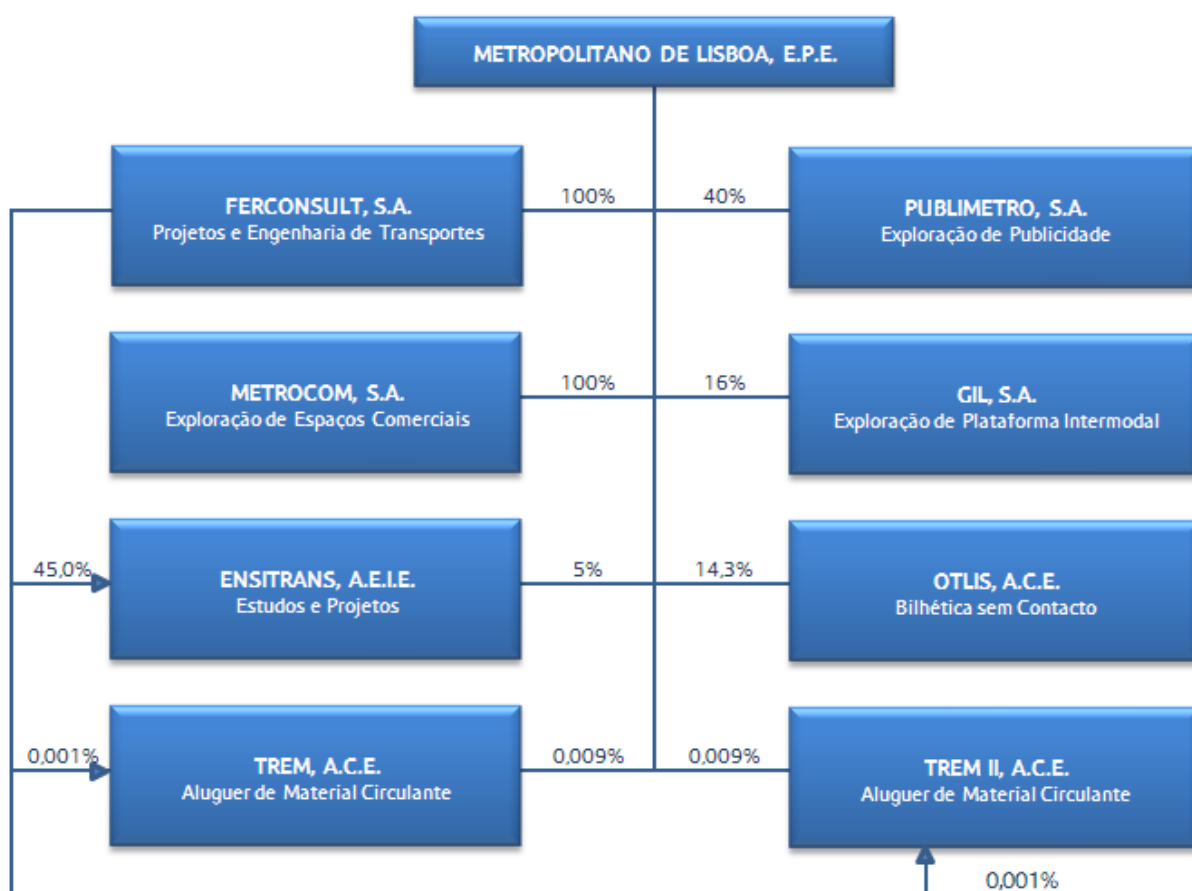 METROPOLITANO DE LISBOA, E.P.E.
FERCONSULT, S.A.
Projetos e Engenharia de Transportes
100%
40%
PUBLIMETRO, S.A.
Exploração de Publicidade
METROCOM, S.A.
Exploração de Espaços Comerciais
100%
16%
GIL, S.A.
Exploração de Plataforma Intermodal
45,0%
ENSITRANS, A.E.I.E.
Estudos e Projetos
5%
14,3%
OTLIS, A.C.E.
Bilhética sem Contacto
0,001%
TREM, A.C.E.
Aluguer de Material Circulante
0,009%
0,009%
TREM II, A.C.E.
Aluguer de Material Circulante
0,001%